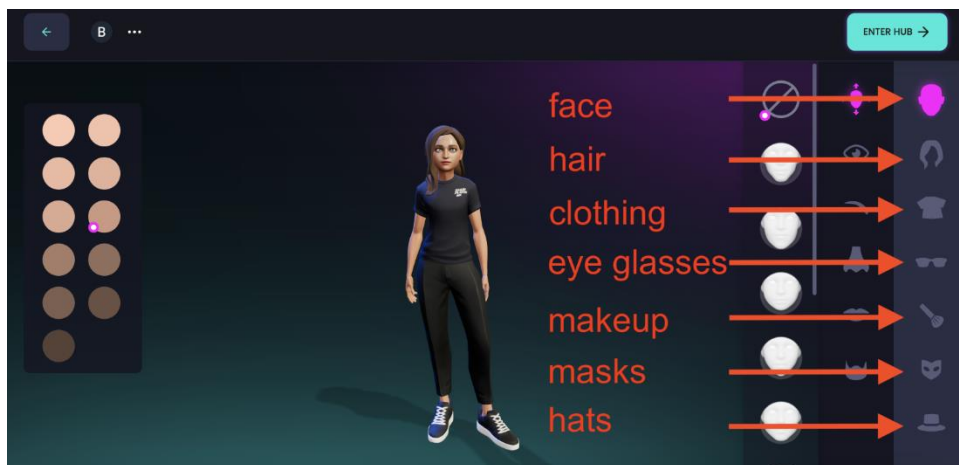 B ...
ENTER HUB →
face
hair
clothing
eye glasses
makeup
masks
hats